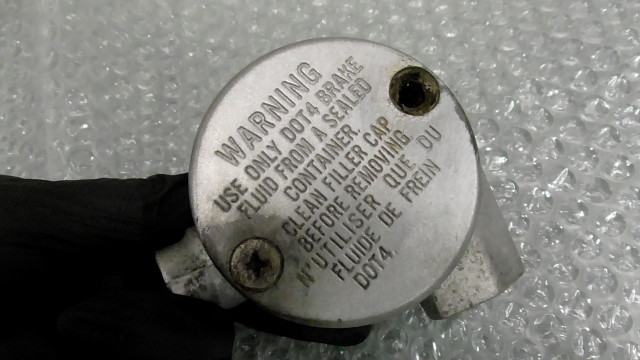 WARNING
USE ONLY DOT4 BRAKE
FLUID FROM A SEALED
CONTAINER.
CLEAN FILLER CAP
BEFORE REMOVING
N'UTILISER QUE DU
FLUIDE DE FREIN
DOT4